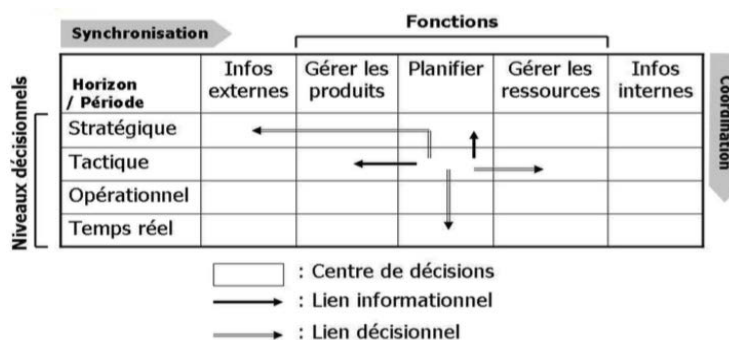 Synchronisation
Fonctions
Horizon
/ Période
Infos
externes
Gérer les
produits
Planifier
Gérer les
ressources
Infos
internes
Coordination
Niveaux décisionnels
Stratégique
Tactique
Opérationnel
Temps réel
: Centre de décisions
: Lien informationnel
: Lien décisionnel